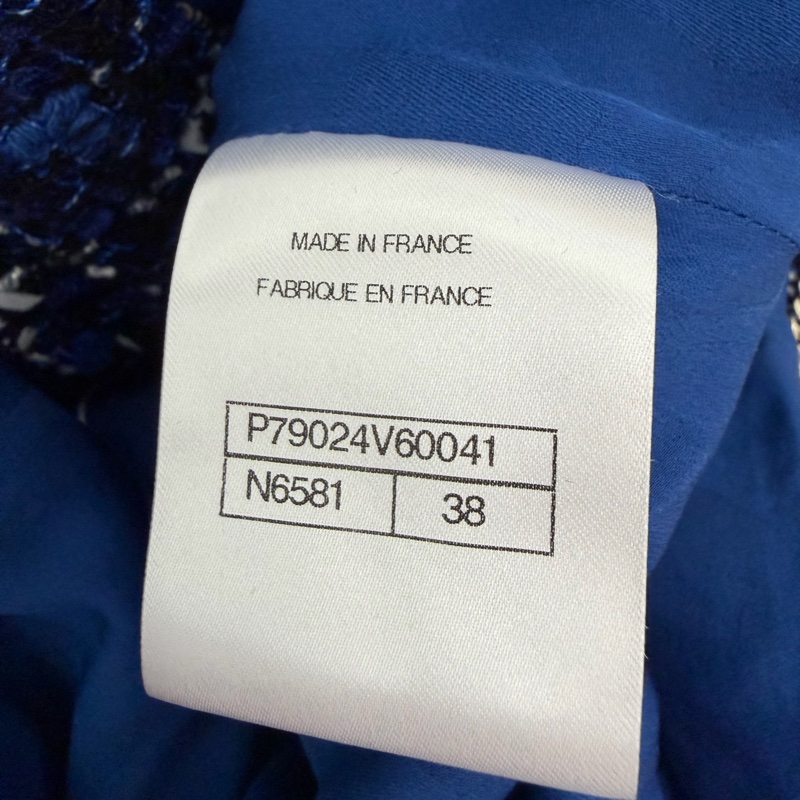 MADE IN FRANCE
FABRIQUE EN FRANCE
P79024V60041
N6581 38